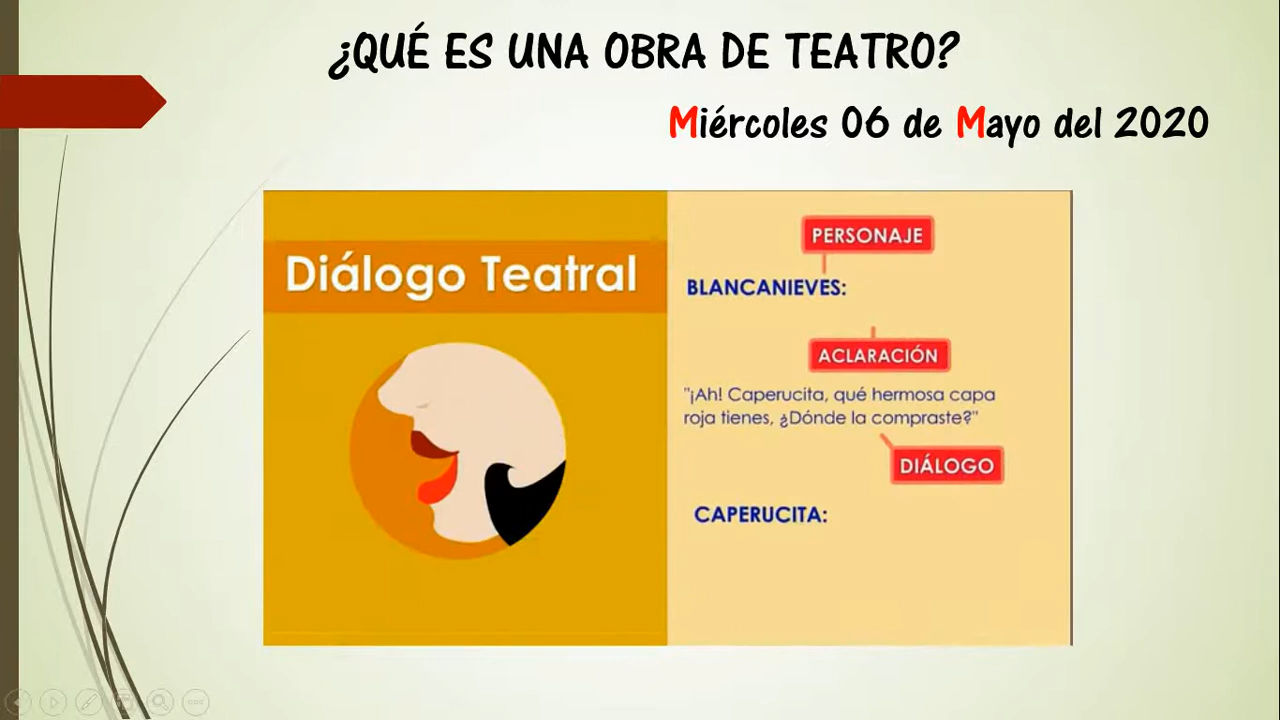 ¿QUÉ ES UNA OBRA DE TEATRO?
Miércoles 06 de Mayo del 2020
Diálogo Teatral
PERSONAJE
BLANCANIEVES:
ACLARACIÓN
"¡Ah! Caperucita, qué hermosa capa
roja tienes, ¿Dónde la compraste?"
DIÁLOGO
CAPERUCITA: